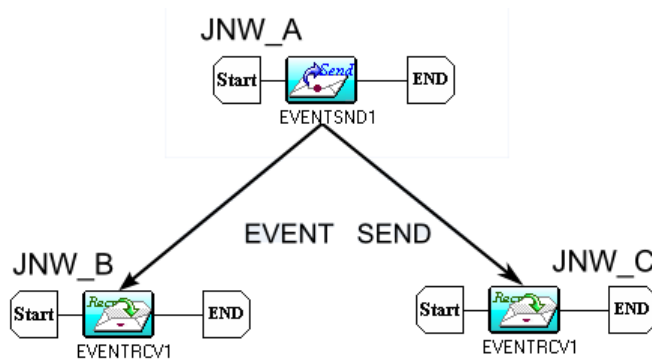 JNW_A
Start
Send
END
EVENTSND1
EVENT SEND
JNW_B
JNW_C
Start
Recv
END
Start
Recv
END
EVENTRCV1
EVENTRCV1